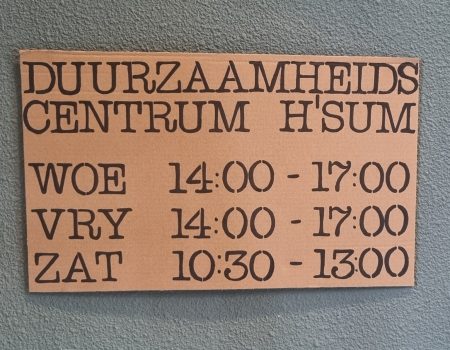 DUURZAAMHEIDS
CENTRUM H'SUM
WOE 14:00 - 17:00
VRY 14:00 - 17:00
ZAT 10:30 - 13:00